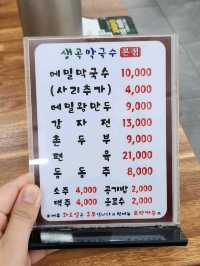 생곡막국수 본점
메밀막국수 10,000
(사리추가) 4,000
메밀왕만두 9,000
감자전 13,000
촌두부 9,000
편육 21,000
동동주 8,000
소주 4,000 공기밥 2,000
맥주 4,000 음료수 2,000